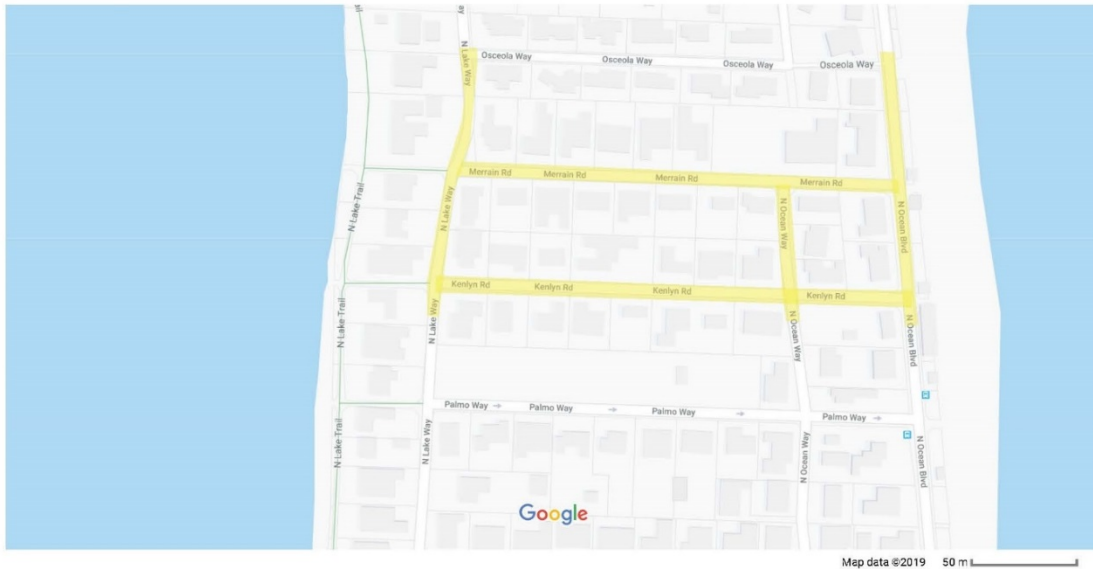 Way
N Lake Way
Osceola Way
Osceola Way
Osceola Way
Osceola Way
Merrain Rd
Merrain Rd
Merrain Rd
Merrain Rd
N Lake Trail
N Lake Way
N Ocean Way
N Ocean Blvd
Kenlyn Rd
Kenlyn Rd
Kenlyn Rd
Kenlyn Rd
N Lake Trail
N Lake Way
N Ocean Way
N Ocean Blvd
Palmo Way
Palmo Way
Palmo Way
Palmo Way
N Lake Trail
N Lake Way
N Ocean Way
N Ocean Blvd
Google
Map data ©2019 50 m